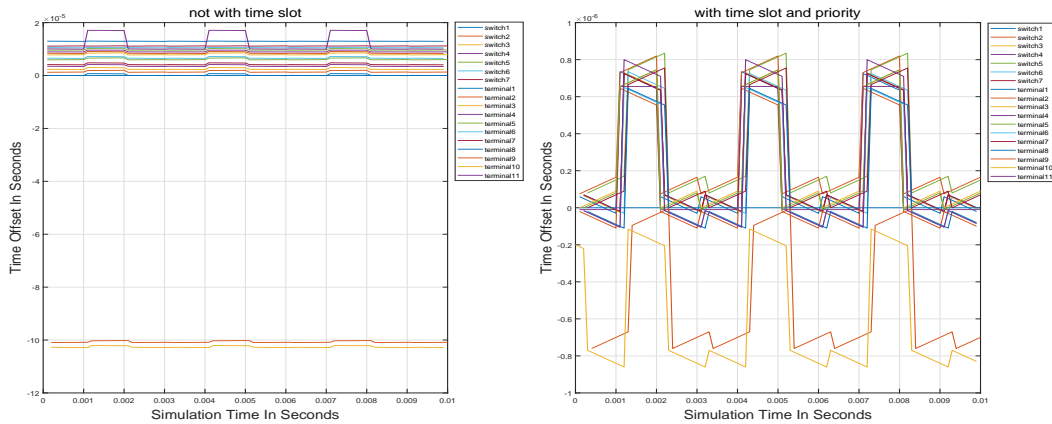 not with time slot
×10⁻⁵
2
0
-2
-4
-6
-8
-10
-12
0
0.001
0.002
0.003
0.004
0.005
0.006
0.007
0.008
0.009
0.01
Time Offset In Seconds
Simulation Time In Seconds
switch1
switch2
switch3
switch4
switch5
switch6
switch7
terminal1
terminal2
terminal3
terminal4
terminal5
terminal6
terminal7
terminal8
terminal9
terminal10
terminal11
with time slot and priority
×10⁻⁶
1
0.8
0.6
0.4
0.2
0
-0.2
-0.4
-0.6
-0.8
-1
0
0.001
0.002
0.003
0.004
0.005
0.006
0.007
0.008
0.009
0.01
Time Offset In Seconds
Simulation Time In Seconds
switch1
switch2
switch3
switch4
switch5
switch6
switch7
terminal1
terminal2
terminal3
terminal4
terminal5
terminal6
terminal7
terminal8
terminal9
terminal10
terminal11